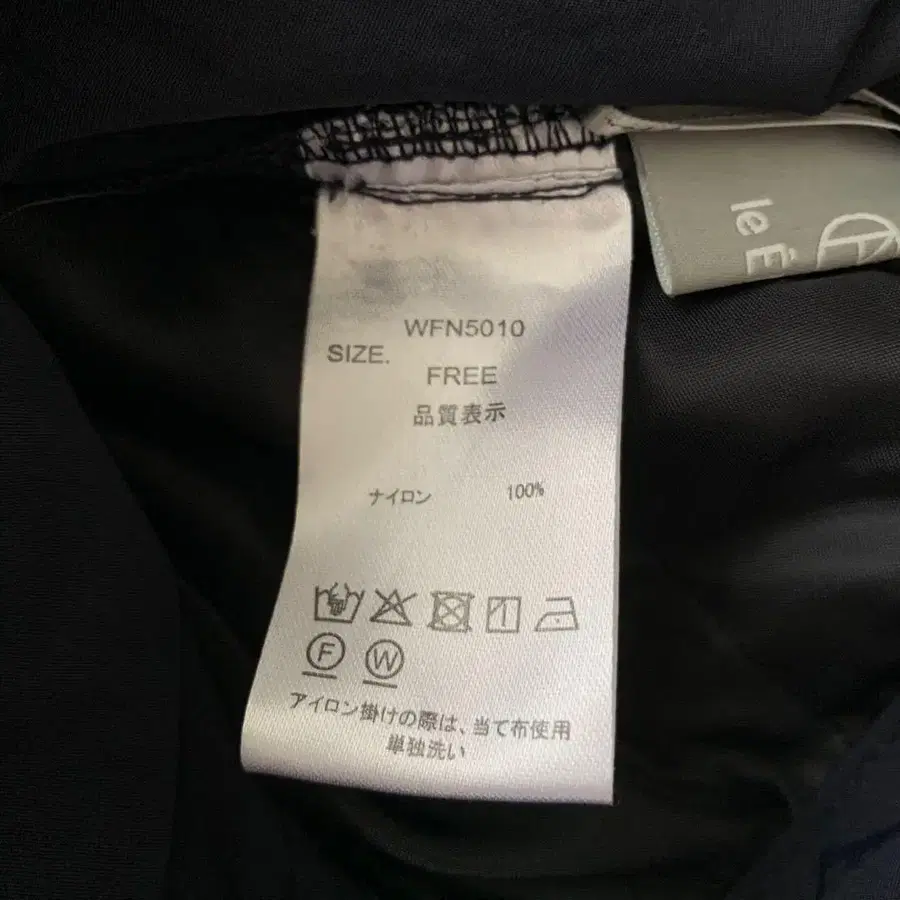 WFN5010
SIZE.
FREE
品質表示
ナイロン 100%
F W
アイロン掛けの際は、当て布使用
単独洗い
le É